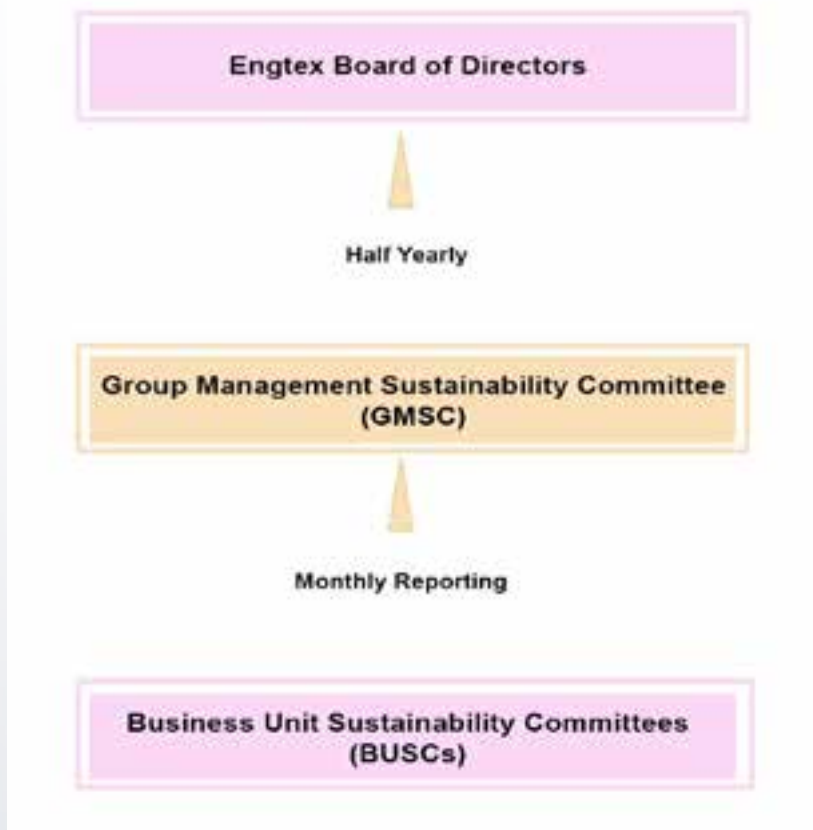 Engtex Board of Directors
Half Yearly
Group Management Sustainability Committee
(GMSC)
Monthly Reporting
Business Unit Sustainability Committees
(BUSCs)